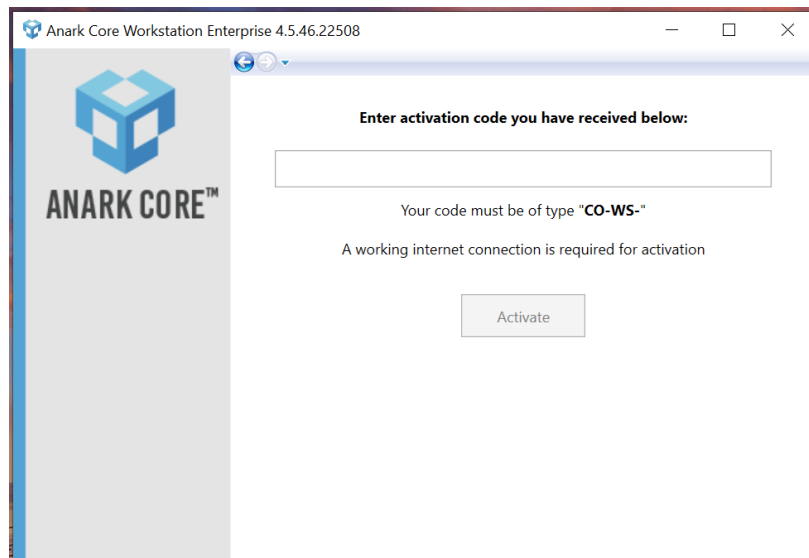 Anark Core Workstation Enterprise 4.5.46.22508
ANARK CORE™
Enter activation code you have received below:
Your code must be of type "CO-WS-"
A working internet connection is required for activation
Activate